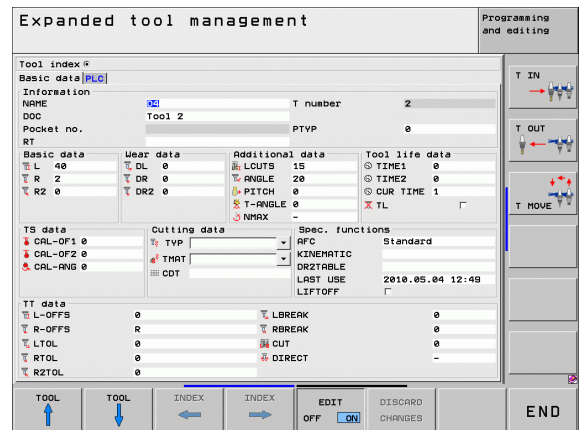 Expanded tool management
Programming
and editing
Tool index
Basic data PLC
Information
NAME D4 T number 2
DOC Tool 2
Pocket no. PTYP 0
RT
Basic data Wear data Additional data Tool life data
L 40 DL 0 LCUTS 15 TIME1 0
R 2 DR 0 ANGLE 20 TIME2 0
R2 0 DR2 0 PITCH 0 CUR TIME 1
T-ANGLE 0 TL
NMAX -
TS data Cutting data Spec. functions
CAL-OF1 0 TYP AFC Standard
CAL-OF2 0 TMAT KINEMATIC
CAL-ANG 0 CDT DR2TABLE
LAST USE 2010.05.04 12:49
LIFTOFF
TT data
L-OFFS 0 LBREAK 0
R-OFFS R RBREAK 0
LTOL 0 CUT 0
RTOL 0 DIRECT -
R2TOL 0
T IN
T OUT
T MOVE
TOOL TOOL INDEX INDEX EDIT DISCARD
OFF ON CHANGES
END